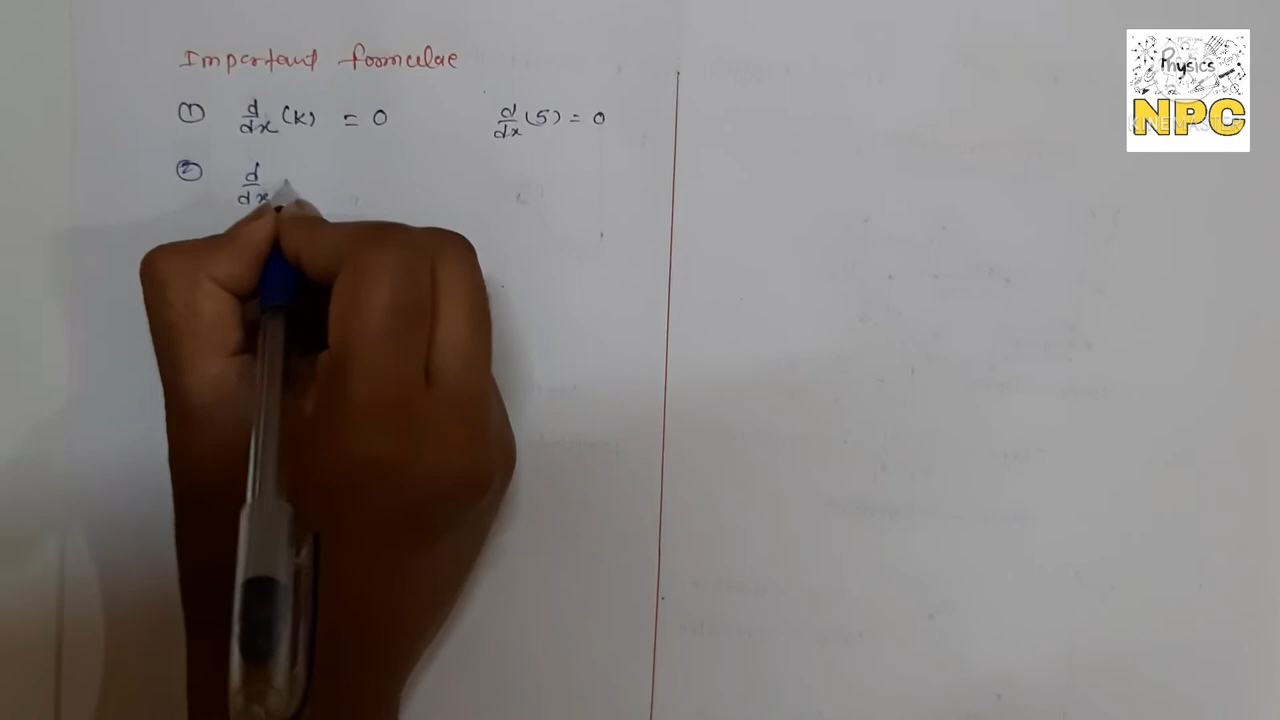 Important formulae
① d/dx (K) = 0 d/dx (5) = 0
② d/dx
Physics
NPC